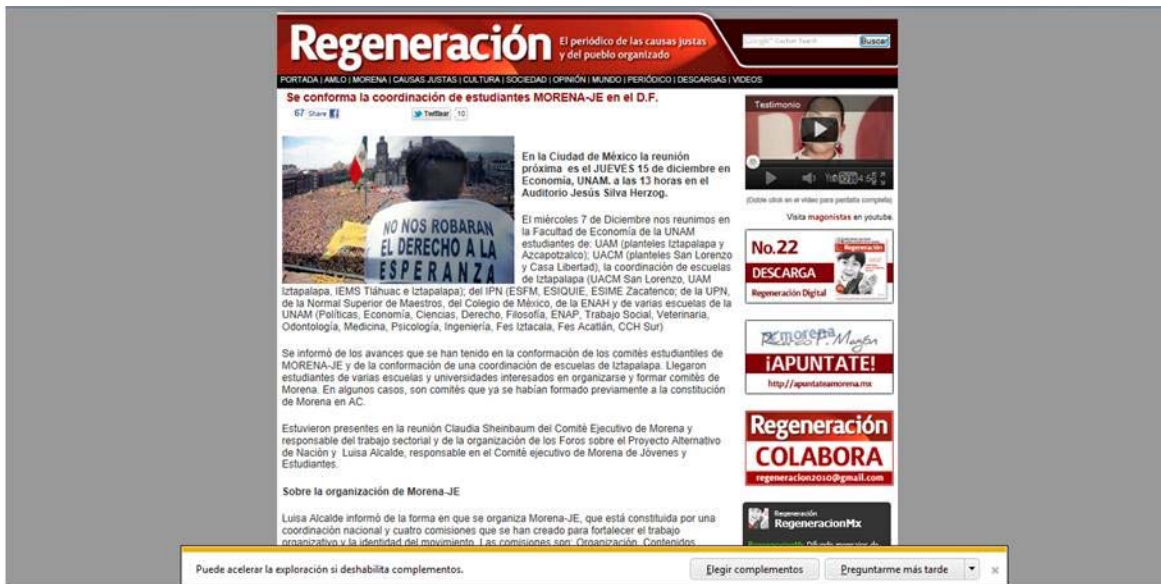 Regeneración
El periódico de las causas justas
y del pueblo organizado
Buscar
PORTADA | AMLO | MORENA | CAUSAS JUSTAS | CULTURA | SOCIEDAD | OPINIÓN | MUNDO | PERIÓDICO | DESCARGAS | VIDEOS
Se conforma la coordinación de estudiantes MORENA-JE en el D.F.
67 Share
Twittear 10
NO NOS ROBARAN
EL DERECHO A LA
ESPERANZA
En la Ciudad de México la reunión
próxima es el JUEVES 15 de diciembre en
Economía, UNAM. a las 13 horas en el
Auditorio Jesús Silva Herzog.
El miércoles 7 de Diciembre nos reunimos en
la Facultad de Economía de la UNAM
estudiantes de: UAM (planteles Iztapalapa y
Azcapotzalco); UACM (planteles San Lorenzo
y Casa Libertad), la coordinación de escuelas
de Iztapalapa (UACM San Lorenzo, UAM
Iztapalapa, IEMS Tláhuac e Iztapalapa); del IPN (ESFM, ESIQUIE, ESIME Zacatenco; de la UPN,
de la Normal Superior de Maestros, del Colegio de México, de la ENAH y de varias escuelas de la
UNAM (Políticas, Economía, Ciencias, Derecho, Filosofía, ENAP, Trabajo Social, Veterinaria,
Odontología, Medicina, Psicología, Ingeniería, Fes Iztacala, Fes Acatlán, CCH Sur)
Se informó de los avances que se han tenido en la conformación de los comités estudiantiles de
MORENA-JE y de la conformación de una coordinación de escuelas de Iztapalapa. Llegaron
estudiantes de varias escuelas y universidades interesados en organizarse y formar comités de
Morena. En algunos casos, son comités que ya se habían formado previamente a la constitución
de Morena en AC.
Estuvieron presentes en la reunión Claudia Sheinbaum del Comité Ejecutivo de Morena y
responsable del trabajo sectorial y de la organización de los Foros sobre el Proyecto Alternativo
de Nación y Luisa Alcalde, responsable en el Comité ejecutivo de Morena de Jóvenes y
Estudiantes.
Sobre la organización de Morena-JE
Luisa Alcalde informó de la forma en que se organiza Morena-JE, que está constituida por una
coordinación nacional y cuatro comisiones que se han creado para fortalecer el trabajo
organizativo y la identidad del movimiento. Las comisiones son: Organización, Contenidos
Testimonio
(Doble click en el video para pantalla completa)
Visita magonistas en youtube.
No.22
DESCARGA
Regeneración Digital
Regeneración
morena
¡APUNTATE!
http://apuntateamorena.mx
Regeneración
COLABORA
regeneracion2010@gmail.com
Regeneración
RegeneracionMx
Puede acelerar la exploración si deshabilita complementos.
Elegir complementos
Preguntarme más tarde